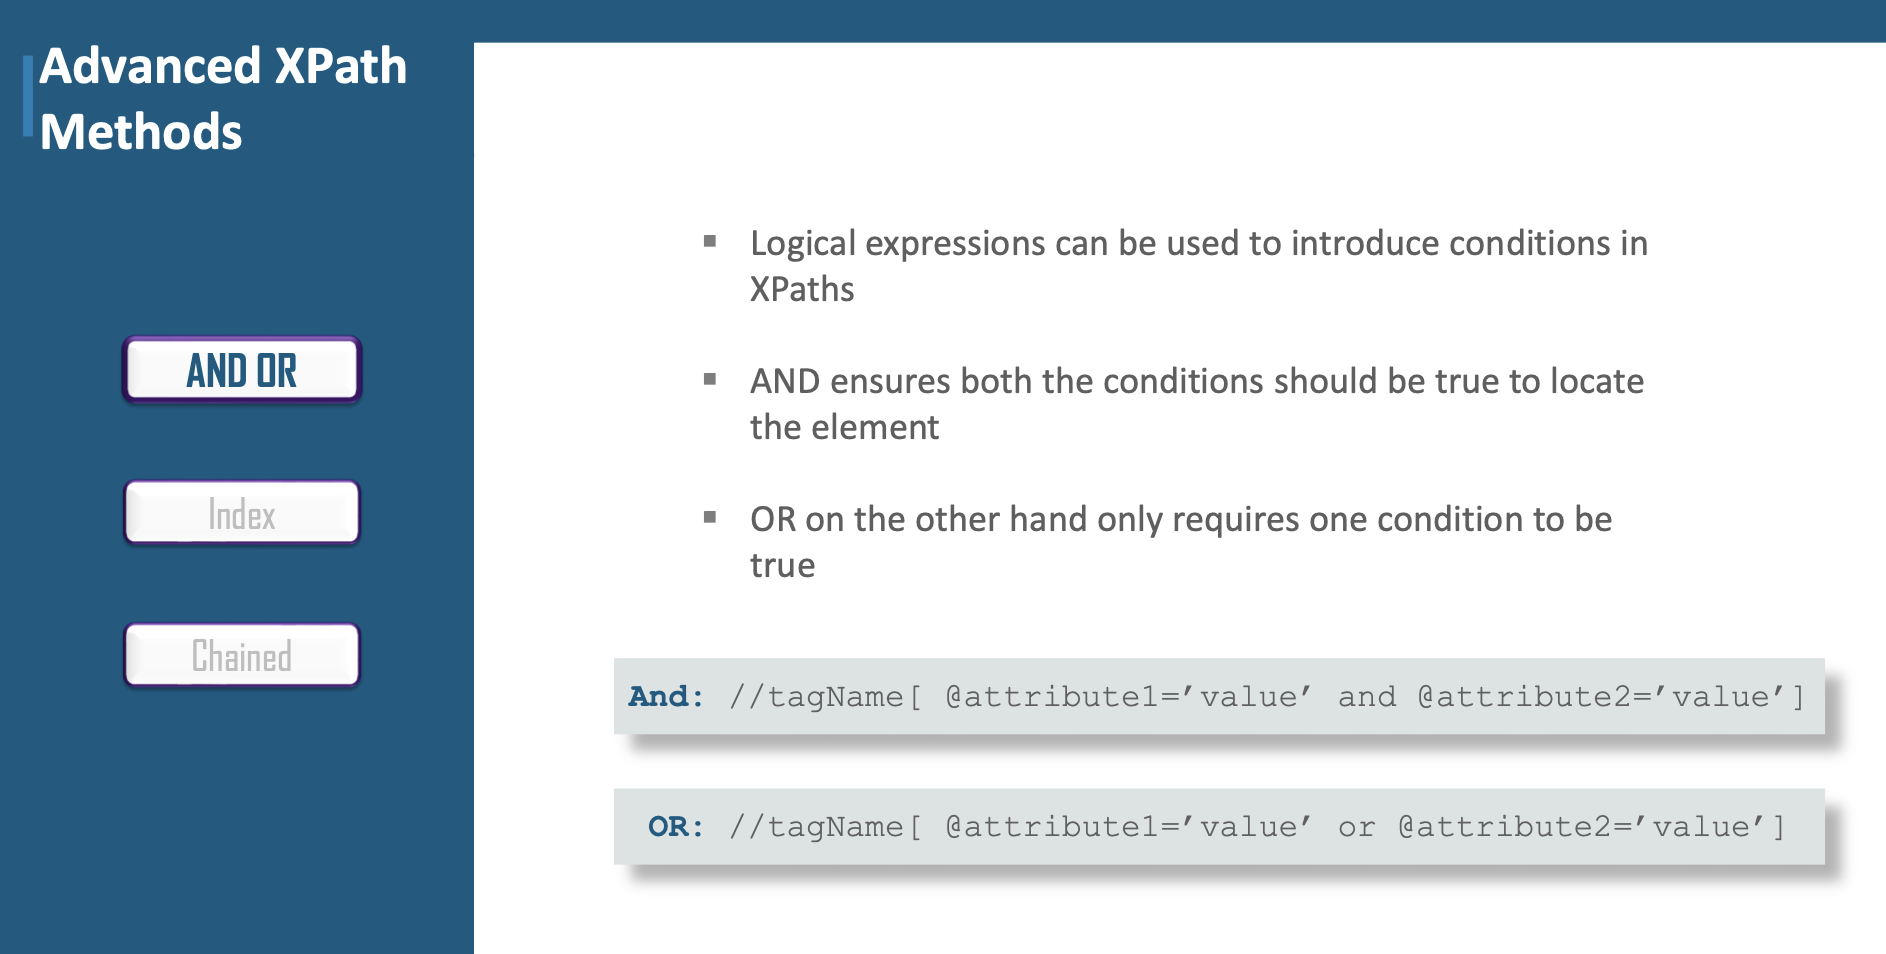 Advanced XPath
Methods
AND OR
Index
Chained
▪ Logical expressions can be used to introduce conditions in
XPaths
▪ AND ensures both the conditions should be true to locate
the element
▪ OR on the other hand only requires one condition to be
true
And: //tagName[ @attribute1=’value’ and @attribute2=’value’]
OR: //tagName[ @attribute1=’value’ or @attribute2=’value’]